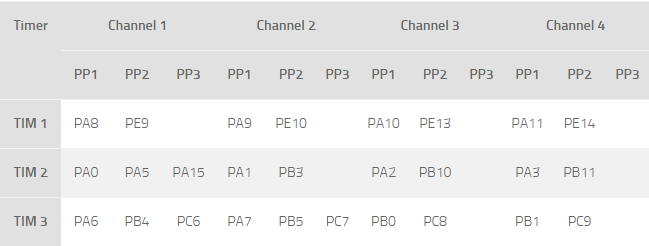 Timer Channel 1 Channel 2 Channel 3 Channel 4
PP1 PP2 PP3 PP1 PP2 PP3 PP1 PP2 PP3 PP1 PP2 PP3
TIM 1 PA8 PE9 PA9 PE10 PA10 PE13 PA11 PE14
TIM 2 PA0 PA5 PA15 PA1 PB3 PA2 PB10 PA3 PB11
TIM 3 PA6 PB4 PC6 PA7 PB5 PC7 PB0 PC8 PB1 PC9